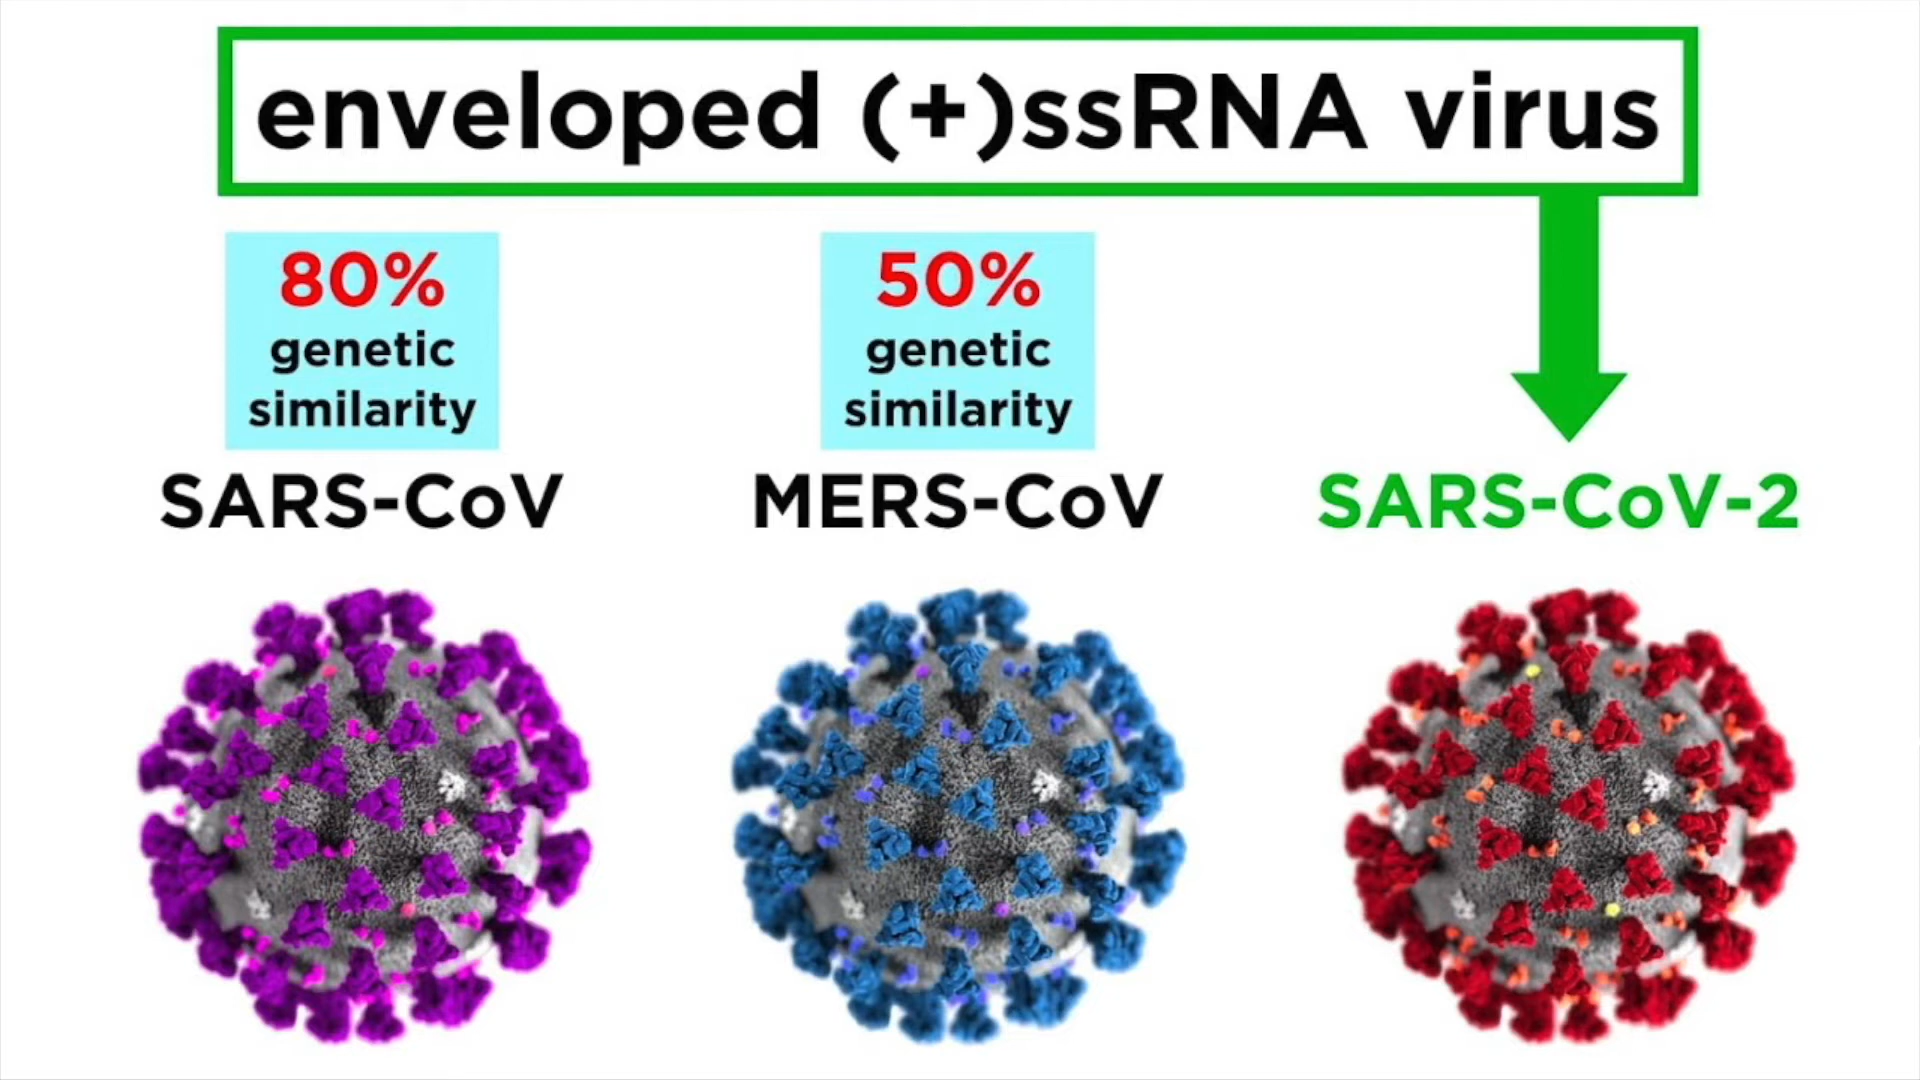 enveloped (+)ssRNA virus
80%
genetic
similarity
50%
genetic
similarity
SARS-CoV
MERS-CoV
SARS-CoV-2